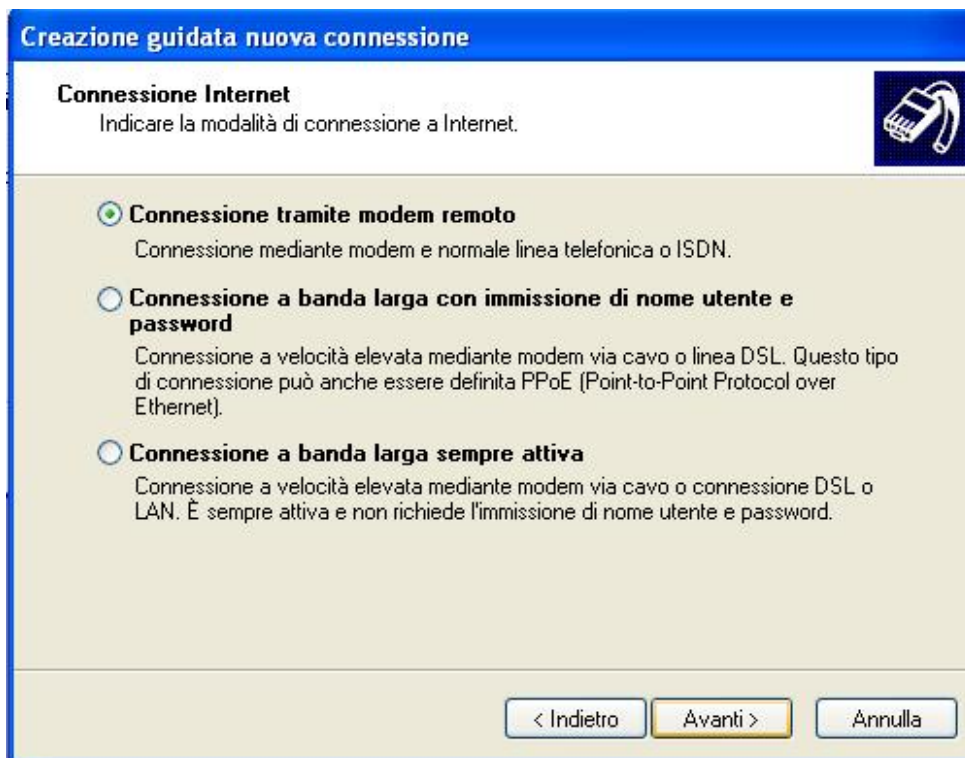 Creazione guidata nuova connessione
Connessione Internet
Indicare la modalità di connessione a Internet.
Connessione tramite modem remoto
Connessione mediante modem e normale linea telefonica o ISDN.
Connessione a banda larga con immissione di nome utente e
password
Connessione a velocità elevata mediante modem via cavo o linea DSL. Questo tipo
di connessione può anche essere definita PPoE (Point-to-Point Protocol over
Ethernet).
Connessione a banda larga sempre attiva
Connessione a velocità elevata mediante modem via cavo o connessione DSL o
LAN. È sempre attiva e non richiede l'immissione di nome utente e password.
< Indietro Avanti > Annulla